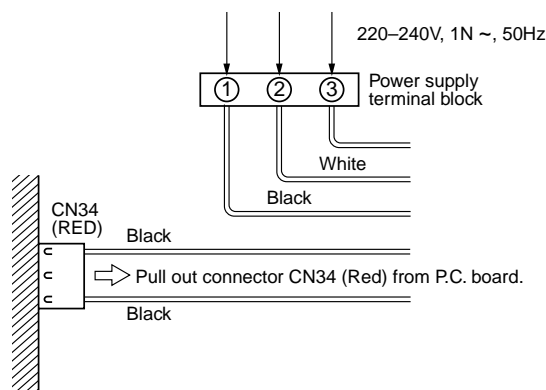 220–240V, 1N ~, 50Hz
1 2 3
Power supply
terminal block
White
Black
CN34
(RED)
Black
Pull out connector CN34 (Red) from P.C. board.
Black